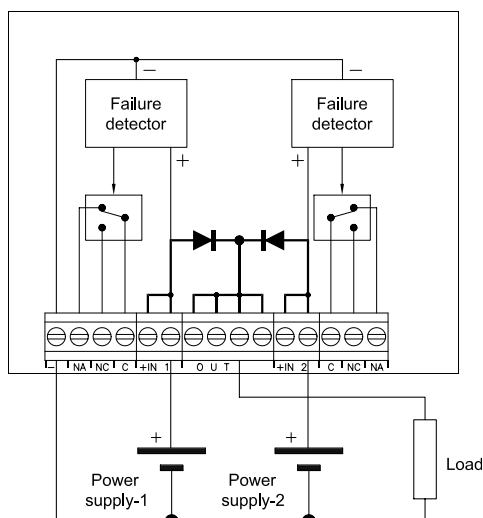 − −
Failure detector
Failure detector
+ +
− NA NC C +IN 1 O U T +IN 2 C NC NA
+ +
Power supply-1
Power supply-2
Load